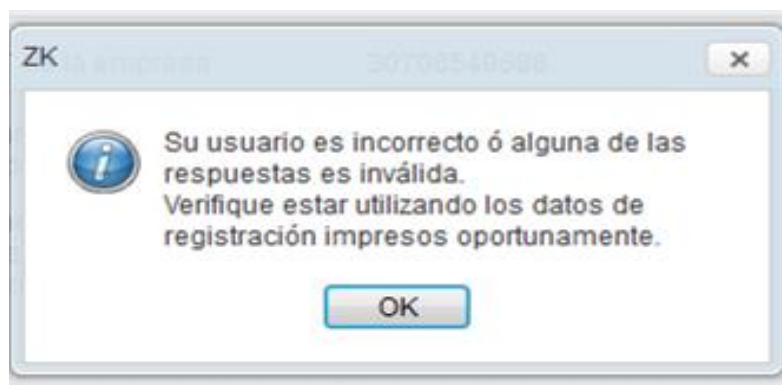 ZK
Su usuario es incorrecto ó alguna de las
respuestas es inválida.
Verifique estar utilizando los datos de
registración impresos oportunamente.
OK